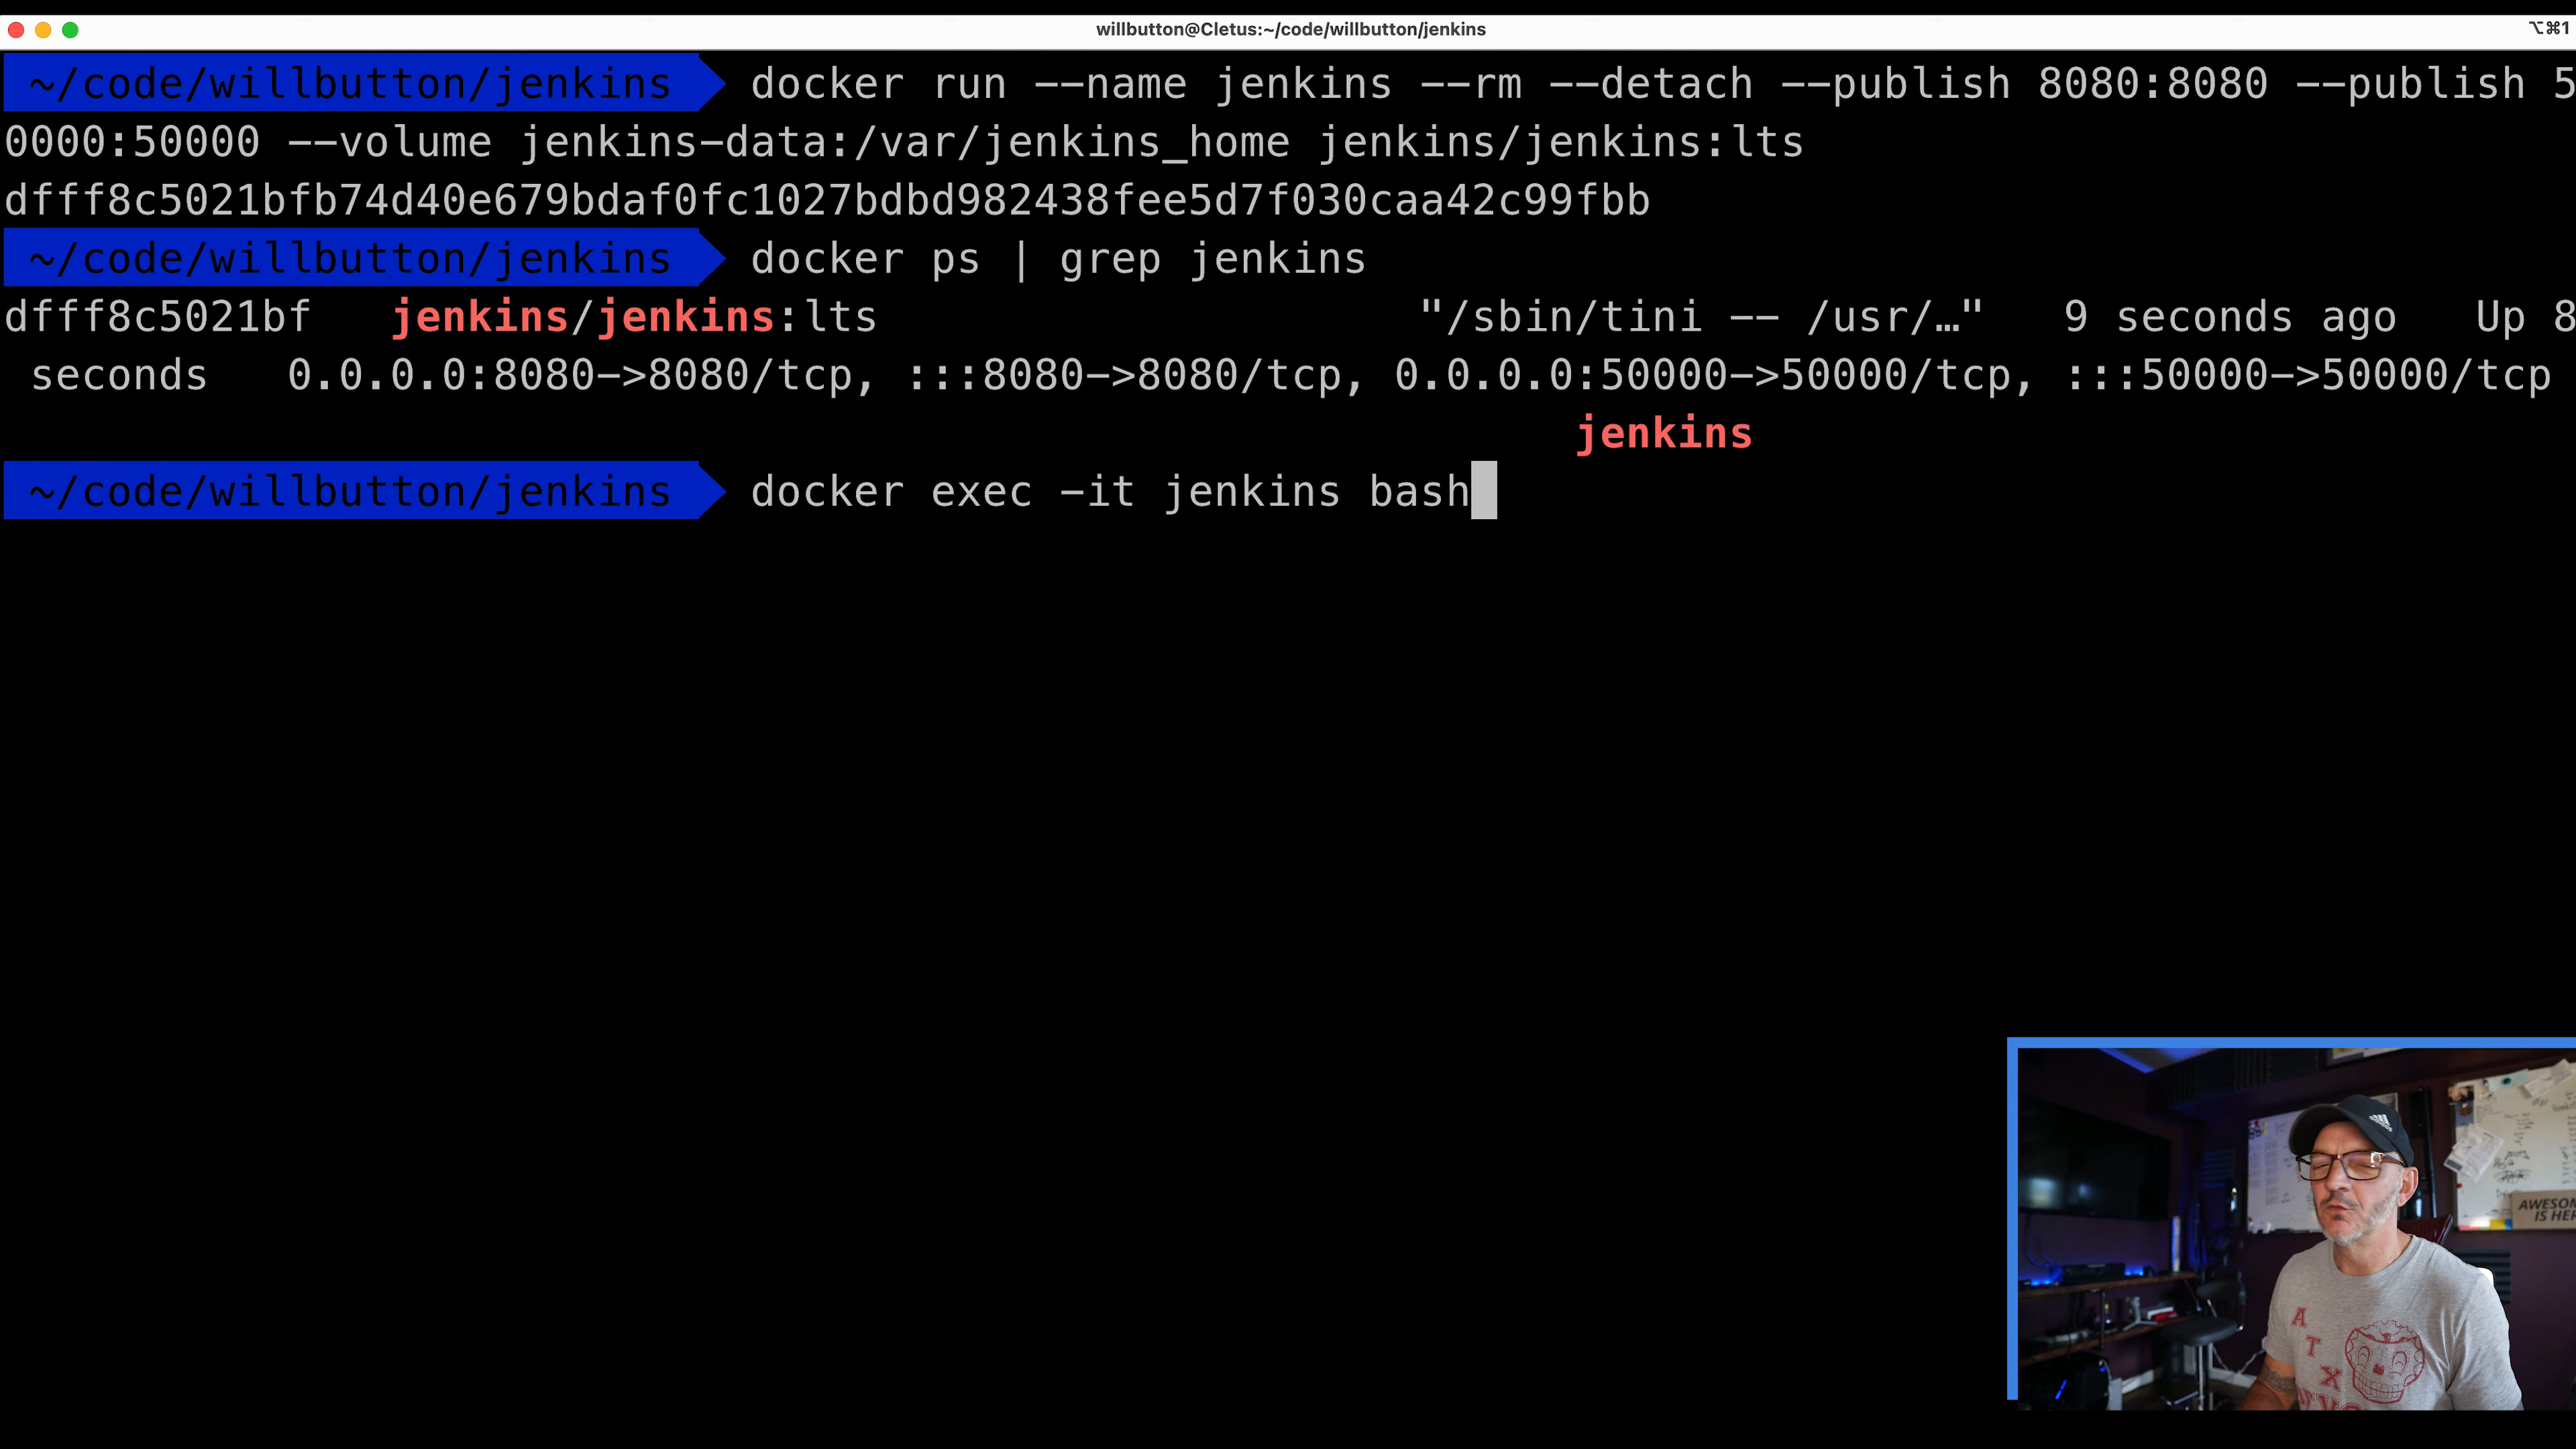 willbutton@Cletus:~/code/willbutton/jenkins
⌥⌘1
~/code/willbutton/jenkins docker run --name jenkins --rm --detach --publish 8080:8080 --publish 5
0000:50000 --volume jenkins-data:/var/jenkins_home jenkins/jenkins:lts
dfff8c5021bfb74d40e679bdaf0fc1027bdbd982438fee5d7f030caa42c99fbb
~/code/willbutton/jenkins docker ps | grep jenkins
dfff8c5021bf jenkins/jenkins:lts "/sbin/tini -- /usr/…" 9 seconds ago Up 8
seconds 0.0.0.0:8080->8080/tcp, :::8080->8080/tcp, 0.0.0.0:50000->50000/tcp, :::50000->50000/tcp
jenkins
~/code/willbutton/jenkins docker exec -it jenkins bash
AWESOM
IS HER
A
T
X